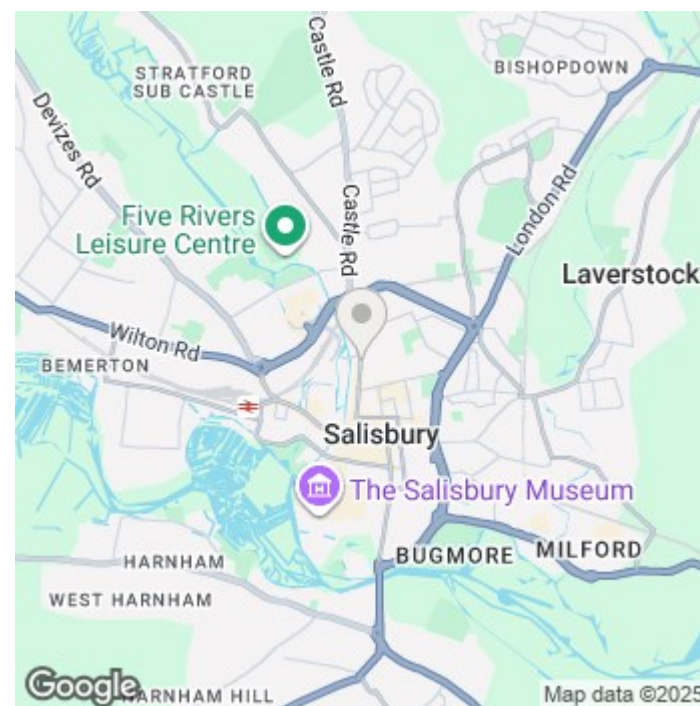 STRATFORD
SUB CASTLE
Castle Rd
BISHOPDOWN
Devizes Rd
Five Rivers
Leisure Centre
Castle Rd
London Rd
Laverstock
Wilton Rd
BEMERTON
Salisbury
The Salisbury Museum
HARNHAM
BUGMORE
MILFORD
WEST HARNHAM
Google
HARNHAM HILL
Map data ©2025